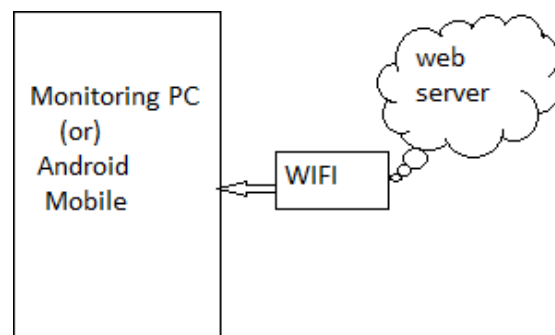 Monitoring PC
(or)
Android
Mobile
WIFI
web
server